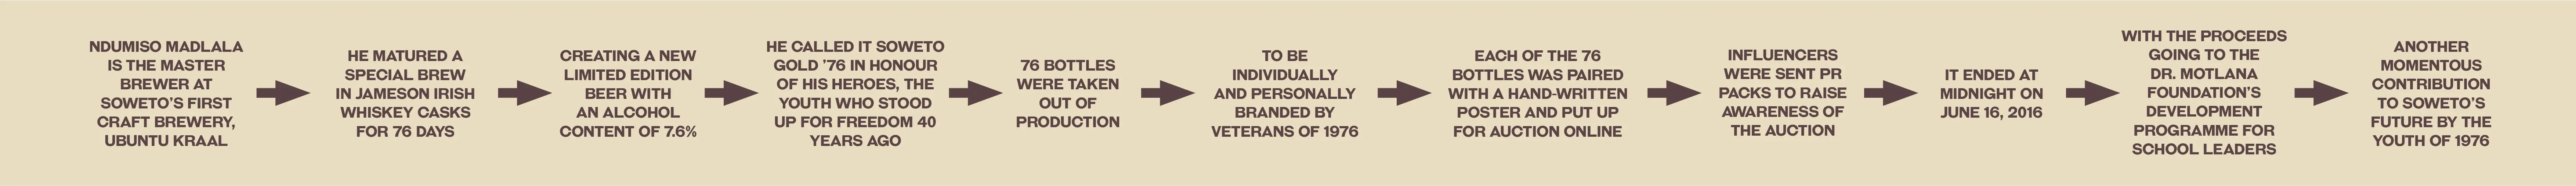 NDUMISO MADLALA
IS THE MASTER
BREWER AT
SOWETO'S FIRST
CRAFT BREWERY,
UBUNTU KRAAL
HE MATURED A
SPECIAL BREW
IN JAMESON IRISH
WHISKEY CASKS
FOR 76 DAYS
CREATING A NEW
LIMITED EDITION
BEER WITH
AN ALCOHOL
CONTENT OF 7.6%
HE CALLED IT SOWETO
GOLD '76 IN HONOUR
OF HIS HEROES, THE
YOUTH WHO STOOD
UP FOR FREEDOM 40
YEARS AGO
76 BOTTLES
WERE TAKEN
OUT OF
PRODUCTION
TO BE
INDIVIDUALLY
AND PERSONALLY
BRANDED BY
VETERANS OF 1976
EACH OF THE 76
BOTTLES WAS PAIRED
WITH A HAND-WRITTEN
POSTER AND PUT UP
FOR AUCTION ONLINE
INFLUENCERS
WERE SENT PR
PACKS TO RAISE
AWARENESS OF
THE AUCTION
IT ENDED AT
MIDNIGHT ON
JUNE 16, 2016
WITH THE PROCEEDS
GOING TO THE
DR. MOTLANA
FOUNDATION'S
DEVELOPMENT
PROGRAMME FOR
SCHOOL LEADERS
ANOTHER
MOMENTOUS
CONTRIBUTION
TO SOWETO'S
FUTURE BY THE
YOUTH OF 1976